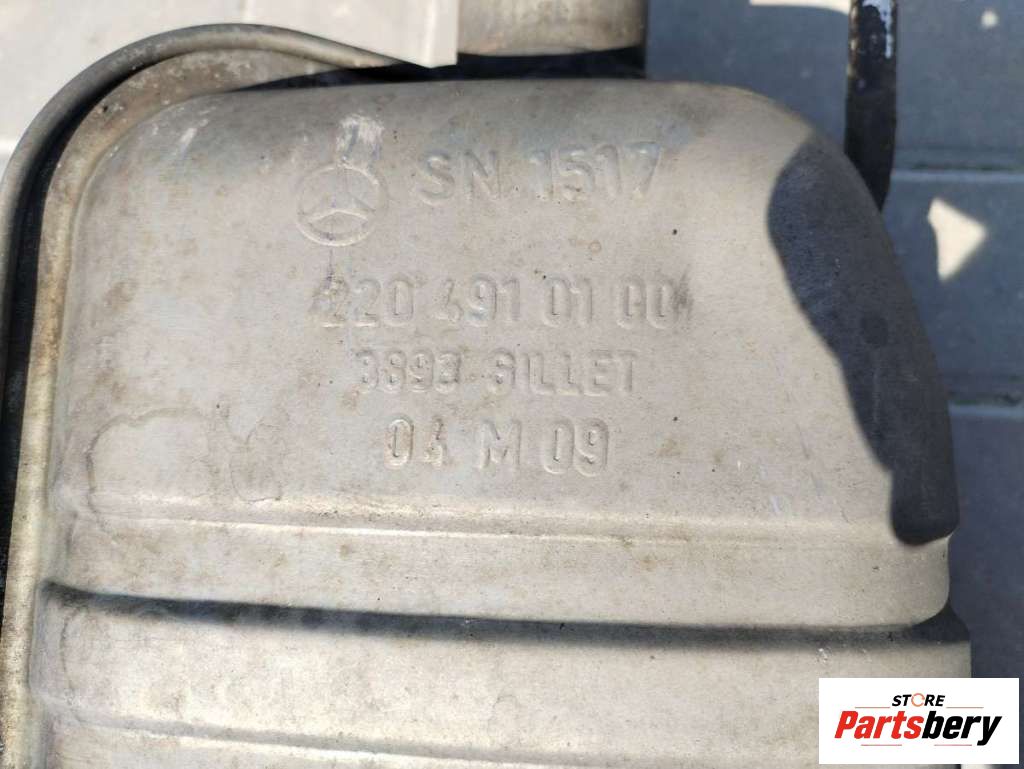 SN 1517
220 491 01 00
3893 GILLET
04 M 09
STORE
Partsbery